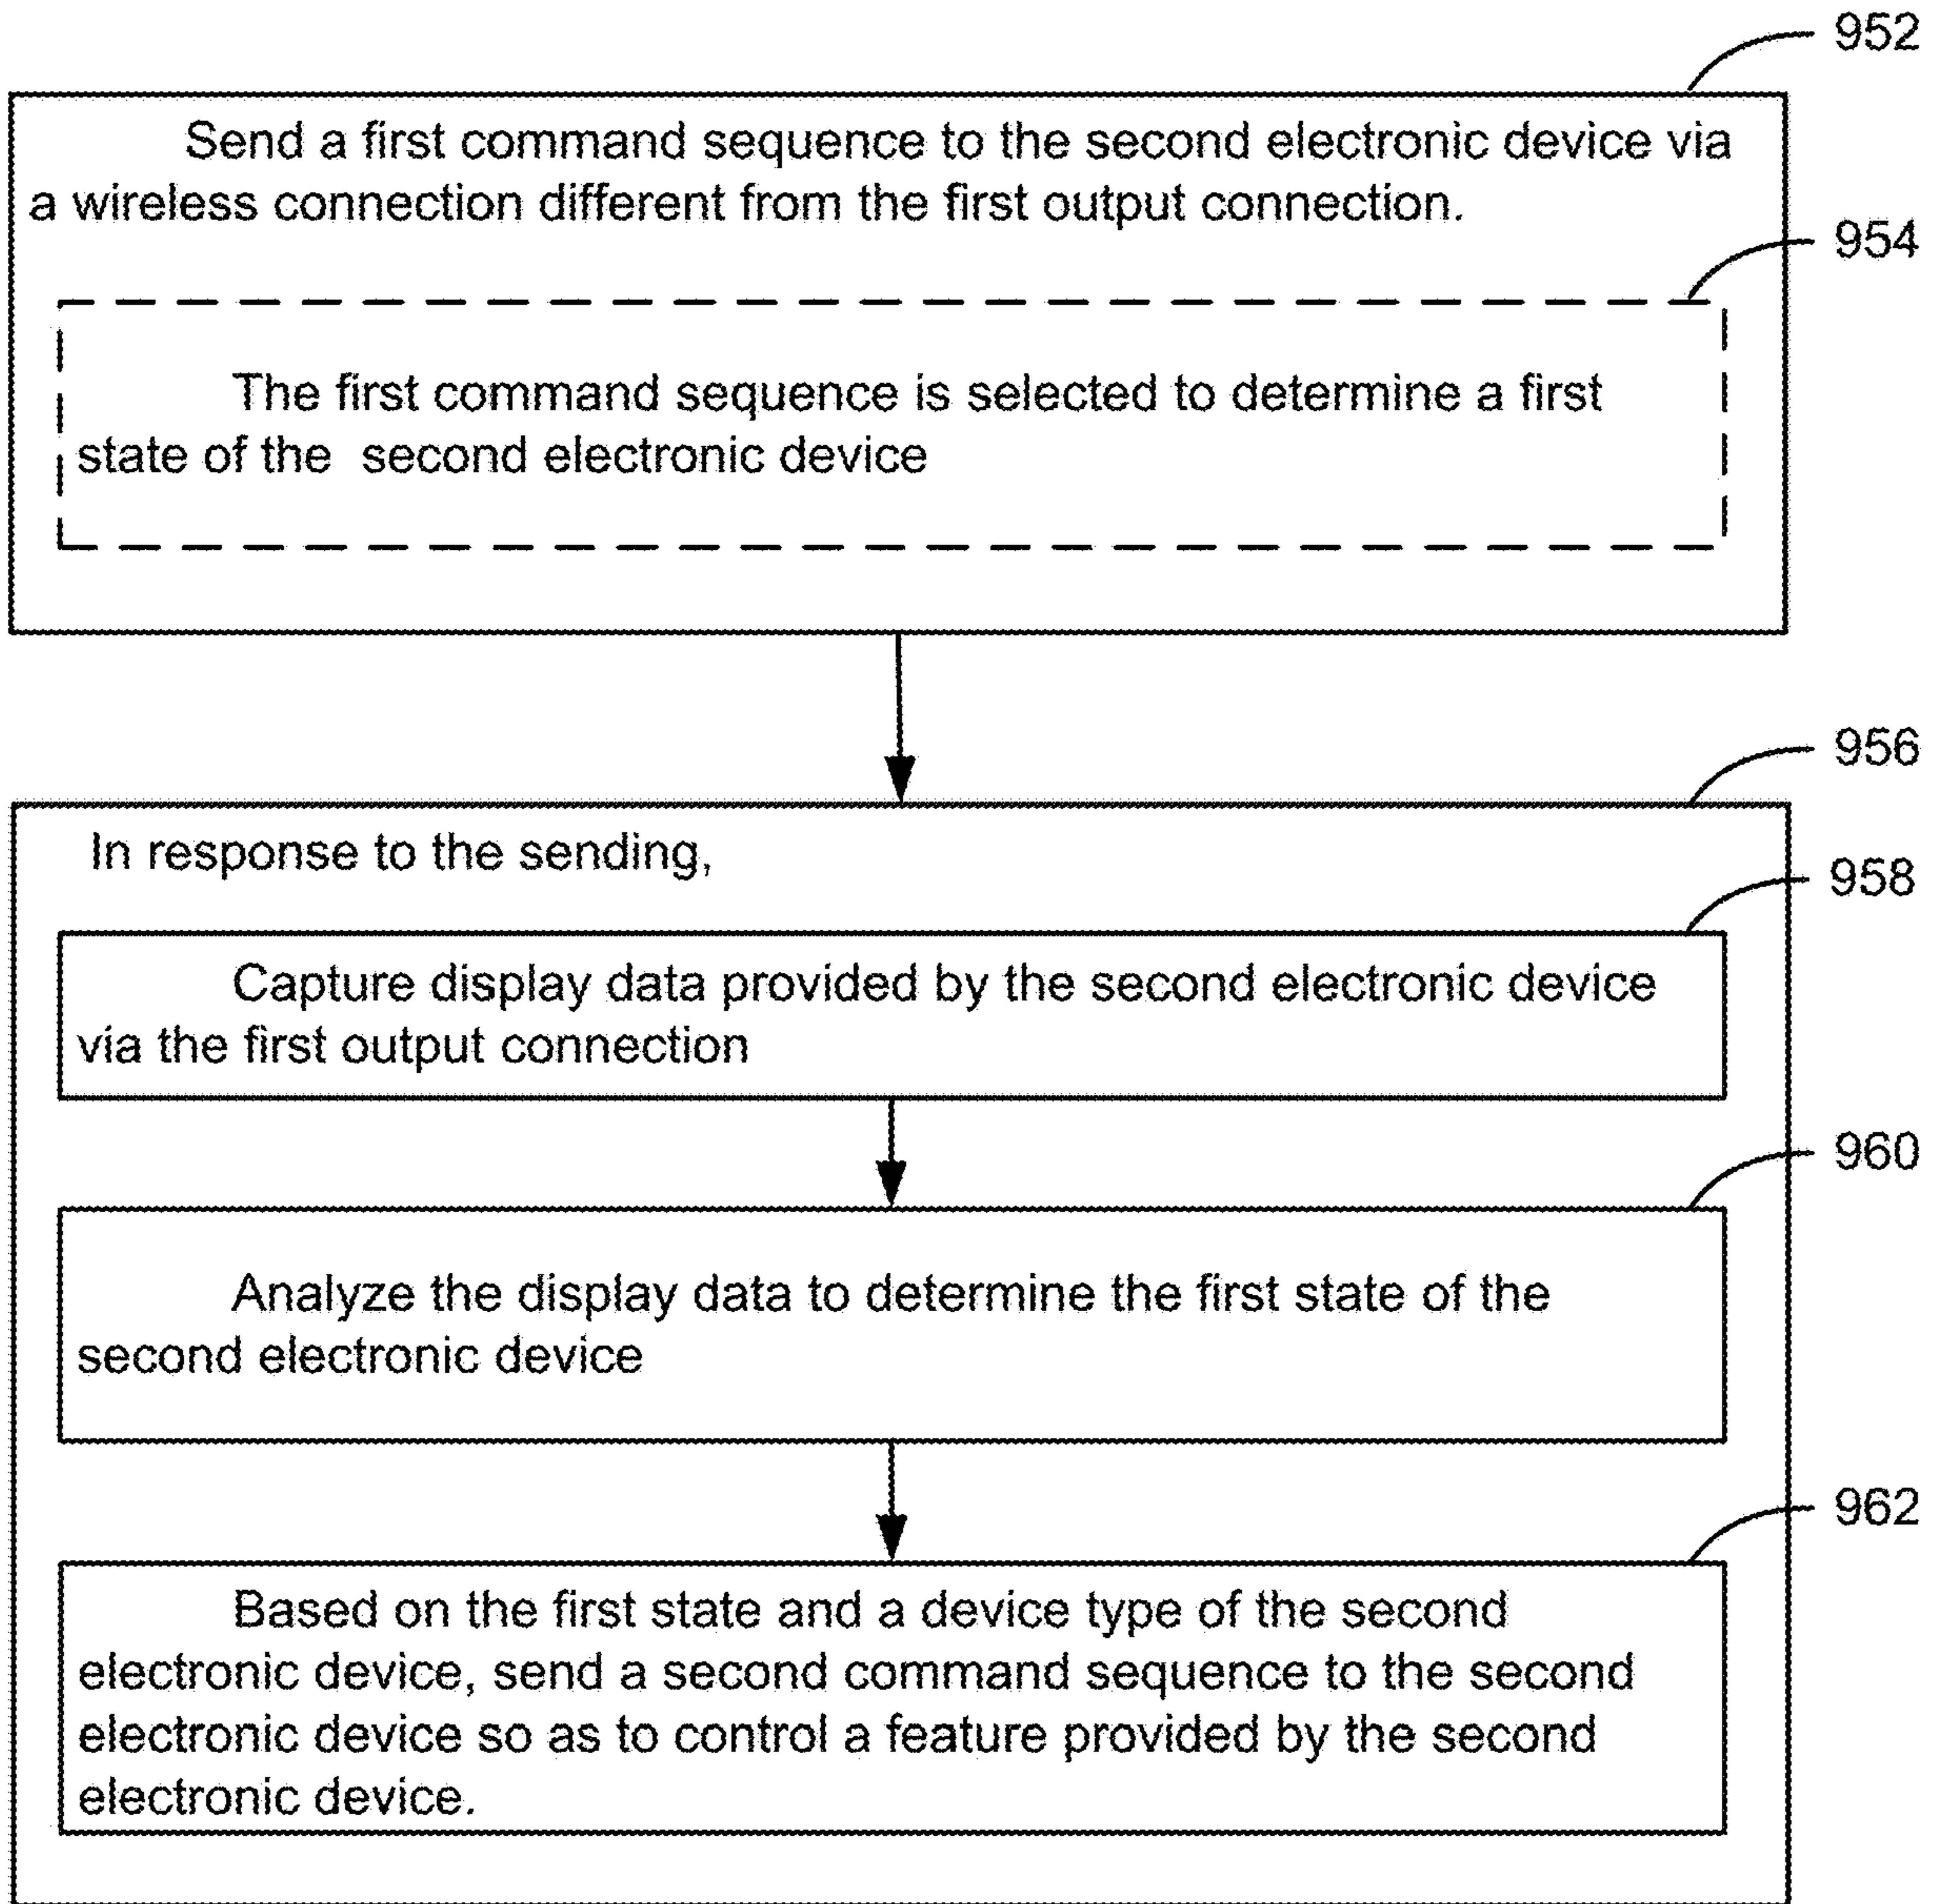 952
Send a first command sequence to the second electronic device via
a wireless connection different from the first output connection.
954
The first command sequence is selected to determine a first
state of the second electronic device
956
In response to the sending,
958
Capture display data provided by the second electronic device
via the first output connection
960
Analyze the display data to determine the first state of the
second electronic device
962
Based on the first state and a device type of the second
electronic device, send a second command sequence to the second
electronic device so as to control a feature provided by the second
electronic device.